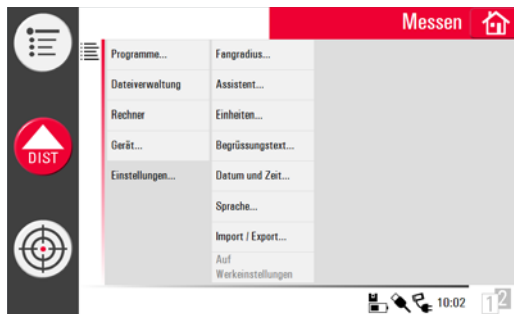 Messen
Programme...
Dateiverwaltung
Rechner
Gerät...
Einstellungen...
Fangradius...
Assistent...
Einheiten...
Begrüssungstext...
Datum und Zeit...
Sprache...
Import / Export...
Auf
Werkeinstellungen
DIST
10:02
12